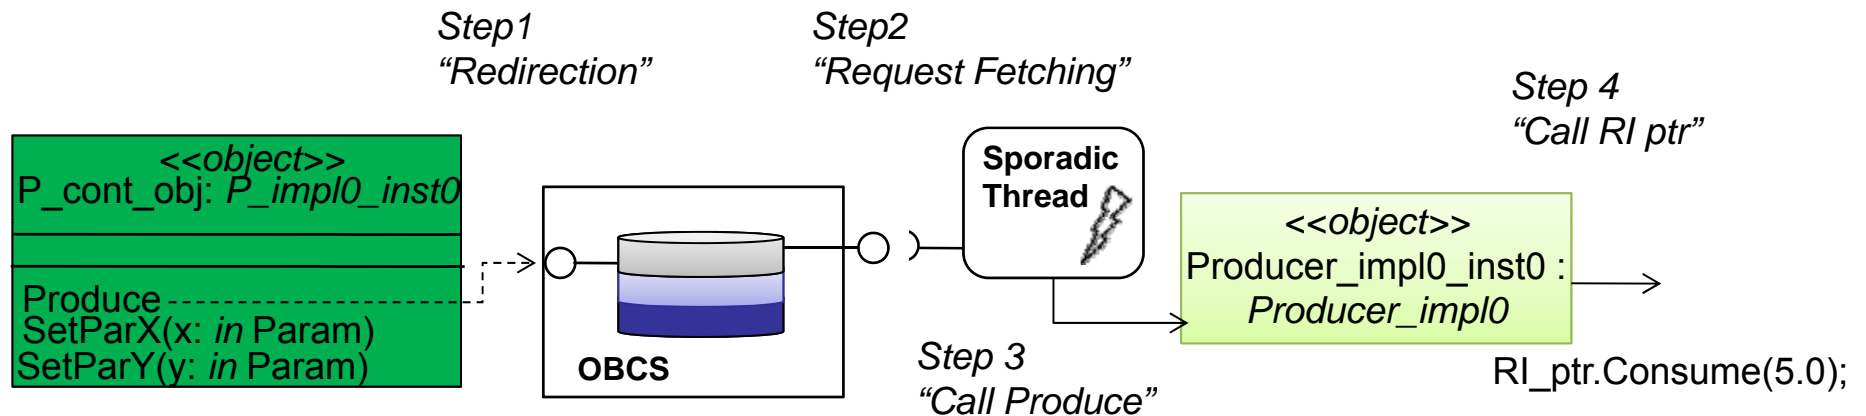 Step1
“Redirection”
Step2
“Request Fetching”
Step 4
“Call RI ptr”
<<object>>
P_cont_obj: P_impl0_inst0
Produce
SetParX(x: in Param)
SetParY(y: in Param)
OBCS
Sporadic
Thread
Step 3
“Call Produce”
<<object>>
Producer_impl0_inst0 :
Producer_impl0
RI_ptr.Consume(5.0);